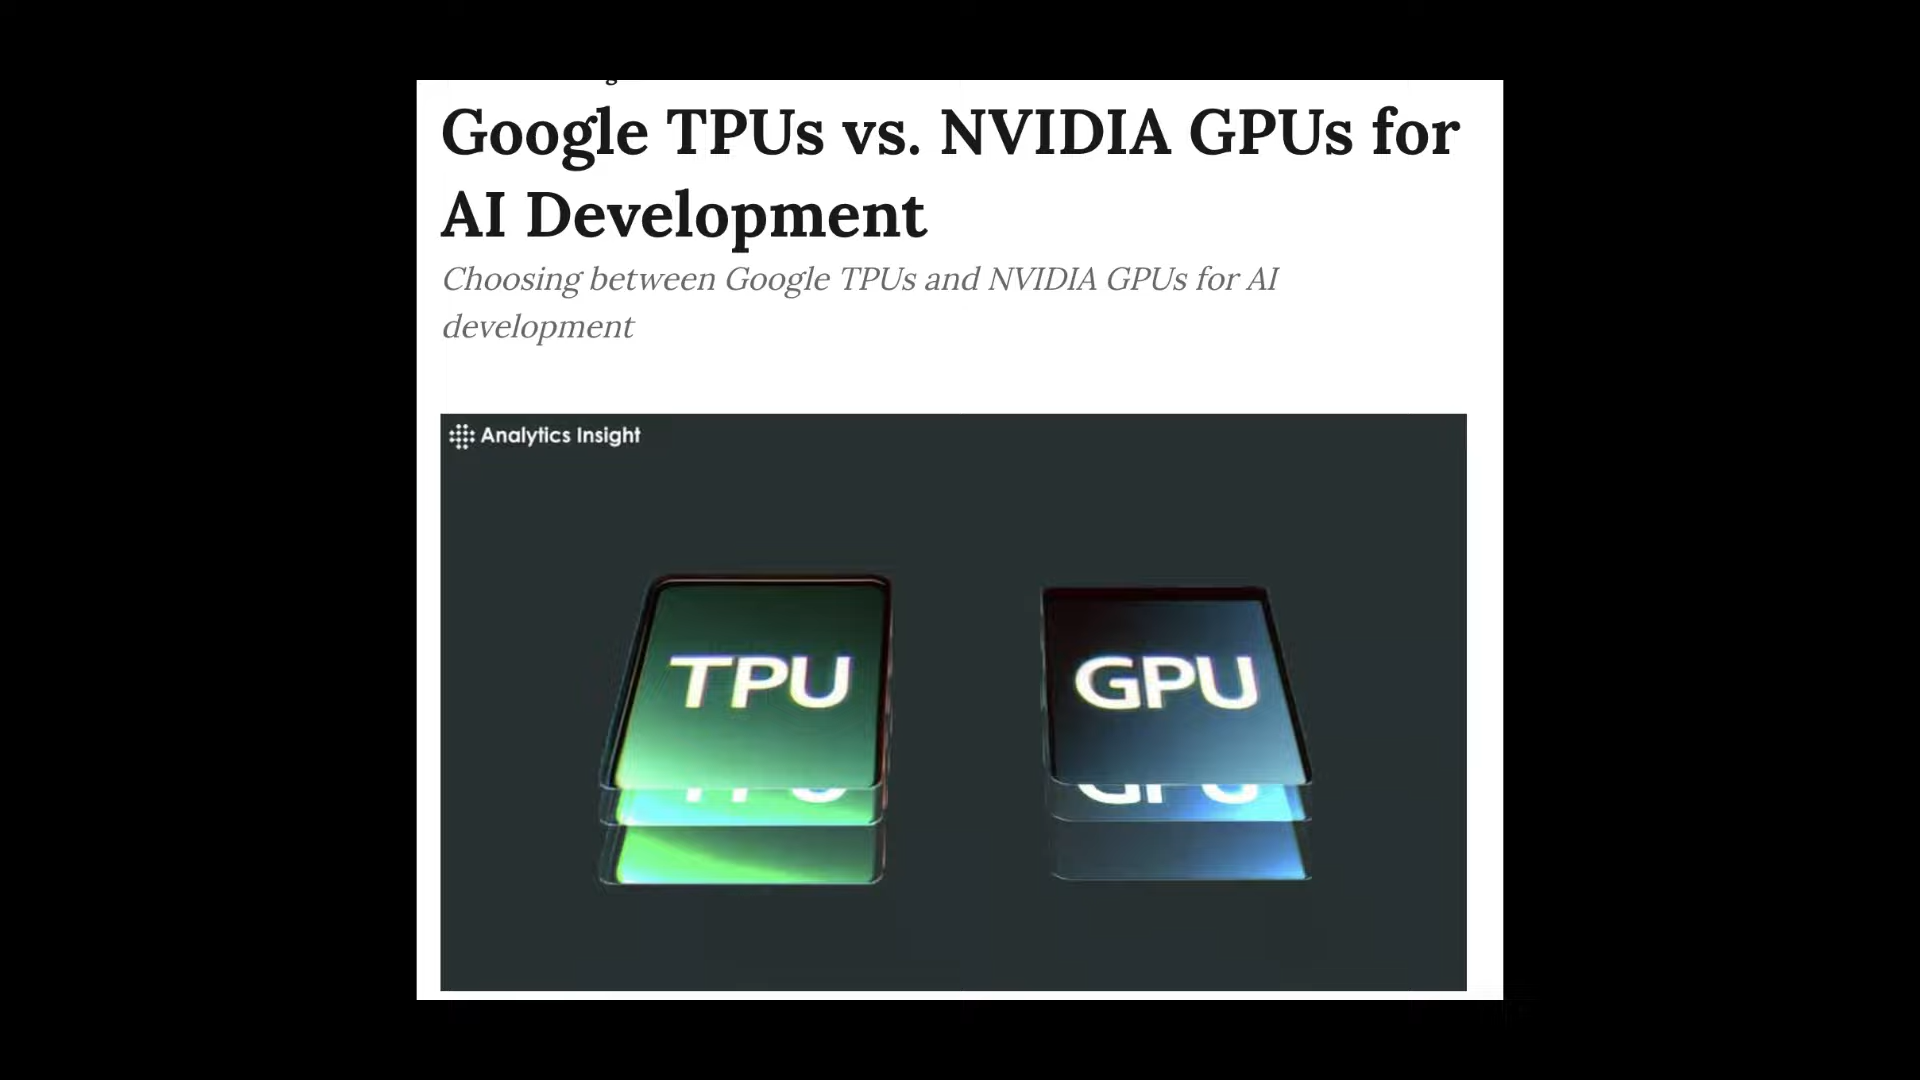 Google TPUs vs. NVIDIA GPUs for
AI Development
Choosing between Google TPUs and NVIDIA GPUs for AI
development
Analytics Insight
TPU
GPU